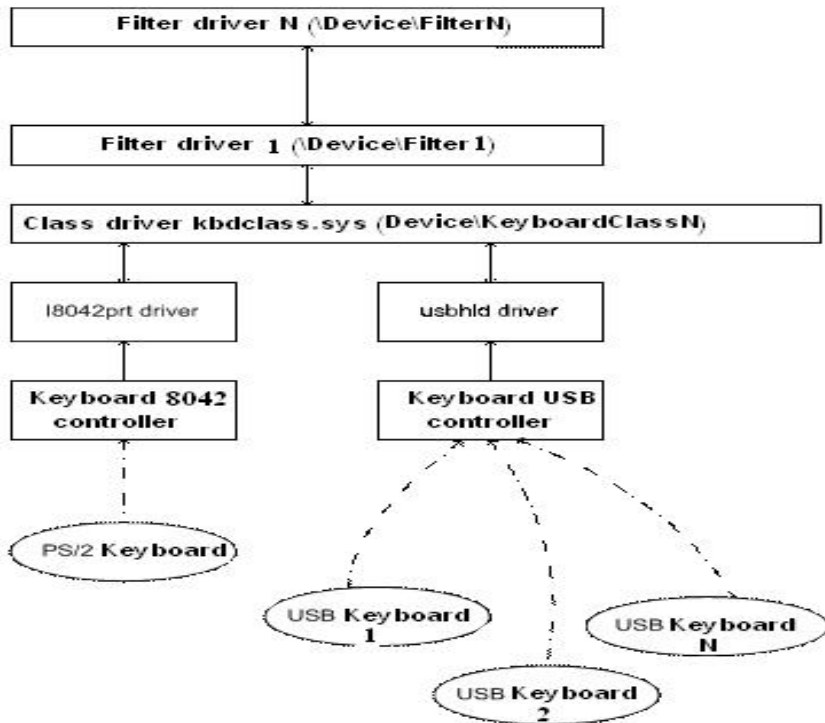 Filter driver N (\Device\FilterN)
Filter driver 1 (\Device\Filter1)
Class driver kbdclass.sys (Device\KeyboardClassN)
I8042prt driver
usbhld driver
Keyboard 8042
controller
Keyboard USB
controller
PS/2 Keyboard
USB Keyboard
1
USB Keyboard
N
USB Keyboard
2